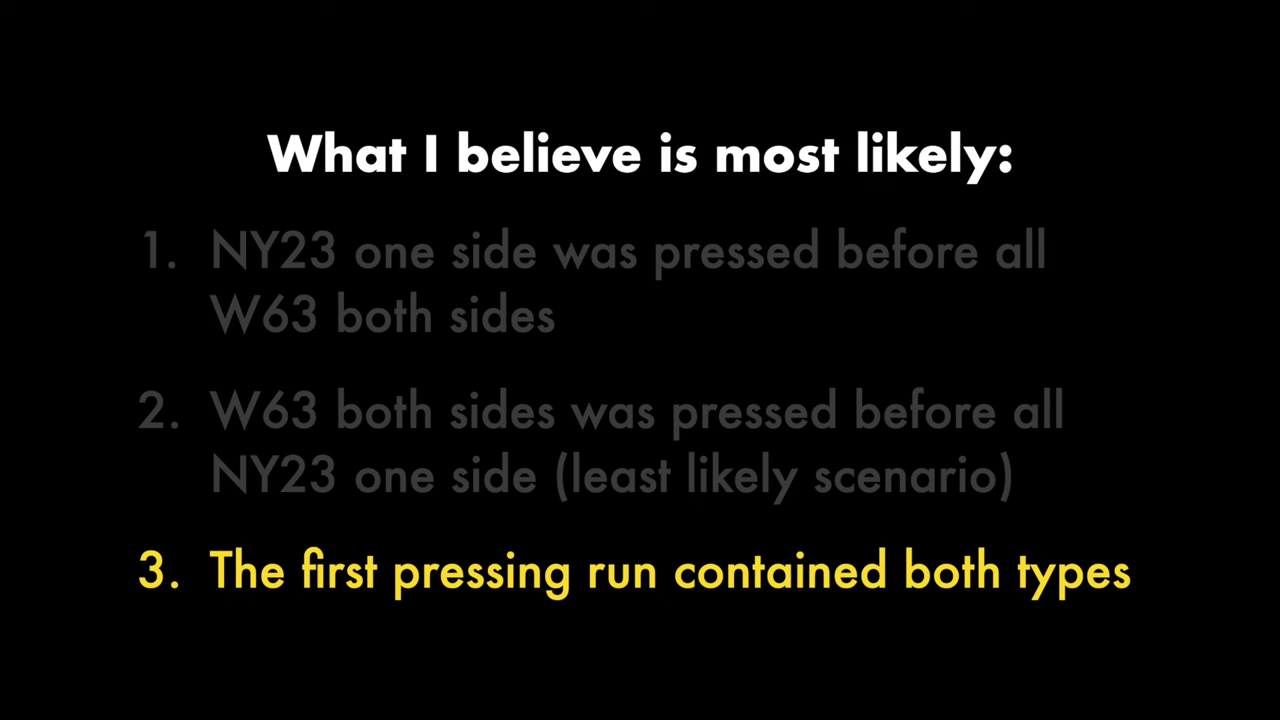 What I believe is most likely:
1. NY23 one side was pressed before all
W63 both sides
2. W63 both sides was pressed before all
NY23 one side (least likely scenario)
3. The first pressing run contained both types